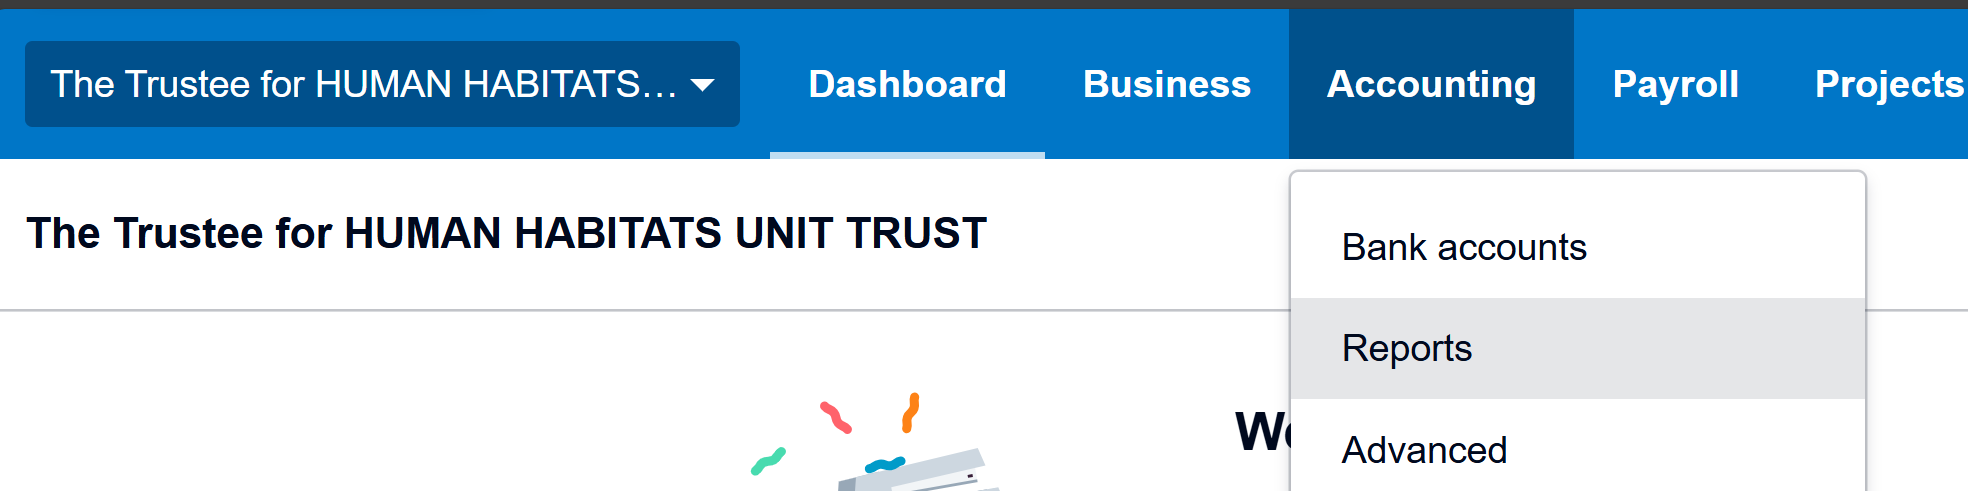 The Trustee for HUMAN HABITATS...
Dashboard
Business
Accounting
Payroll
Projects
The Trustee for HUMAN HABITATS UNIT TRUST
Bank accounts
Reports
Advanced